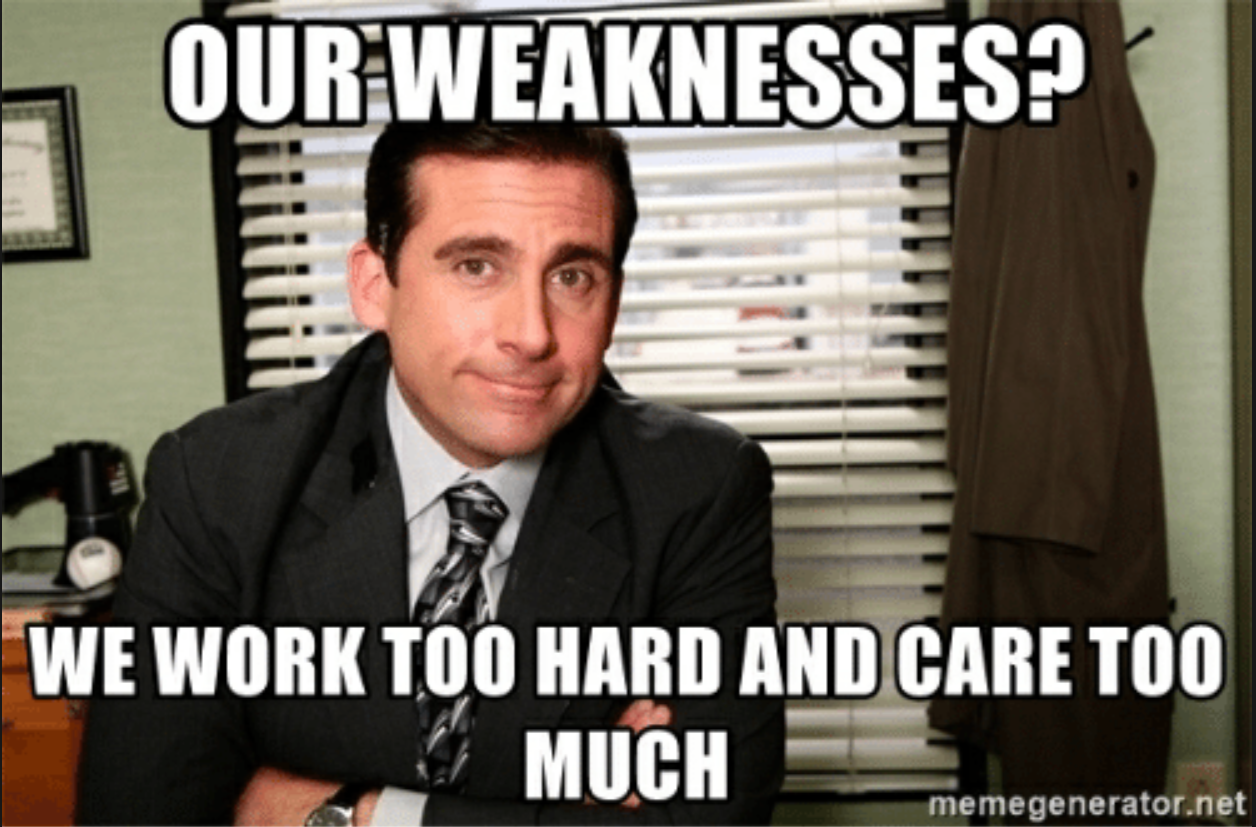 OUR WEAKNESSES?
WE WORK TOO HARD AND CARE TOO
MUCH
memegenerator.net